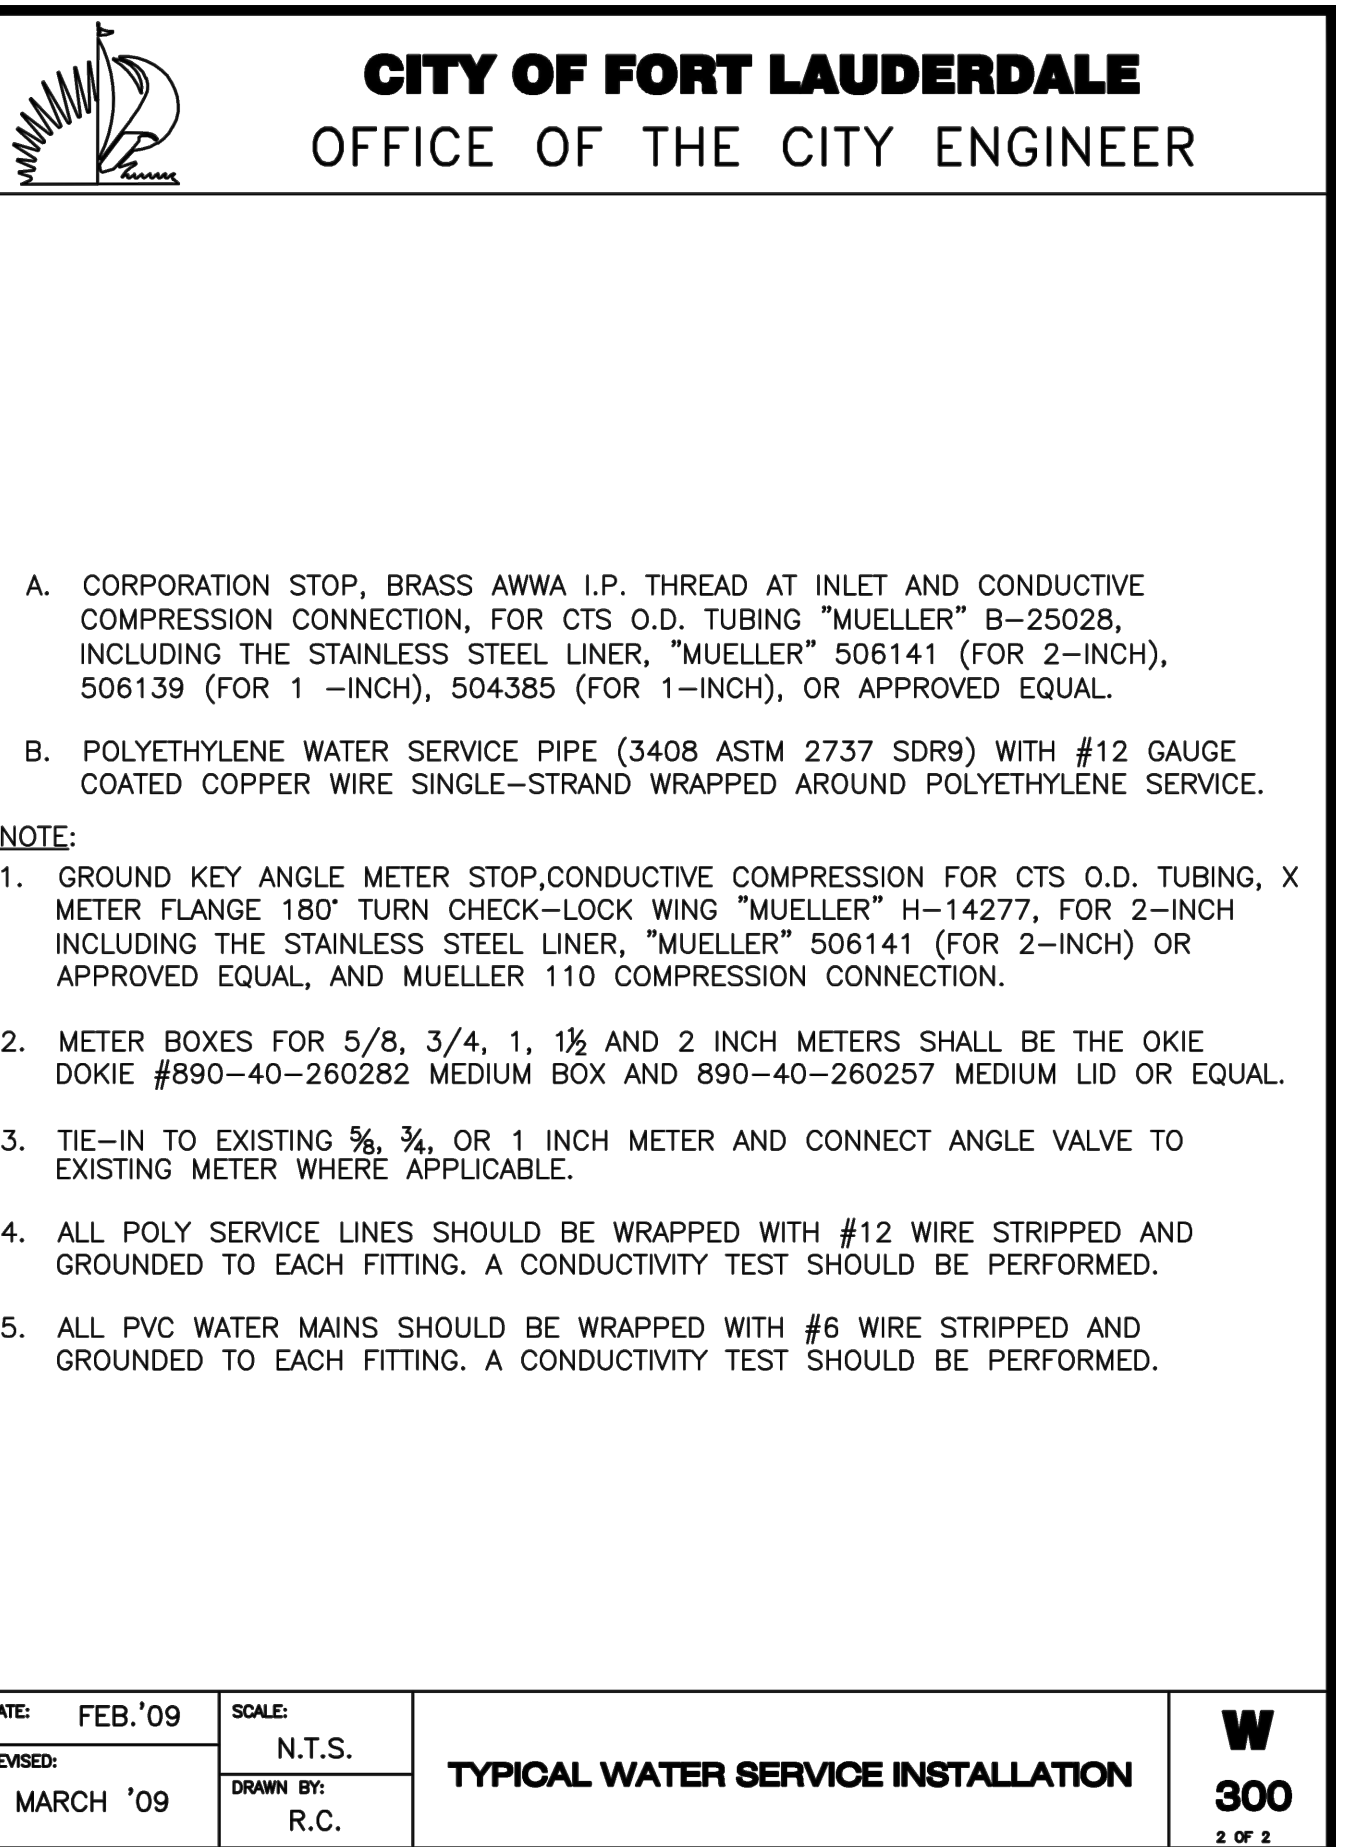 CITY OF FORT LAUDERDALE
OFFICE OF THE CITY ENGINEER
A. CORPORATION STOP, BRASS AWWA I.P. THREAD AT INLET AND CONDUCTIVE
COMPRESSION CONNECTION, FOR CTS O.D. TUBING "MUELLER" B-25028,
INCLUDING THE STAINLESS STEEL LINER, "MUELLER" 506141 (FOR 2-INCH),
506139 (FOR 1 -INCH), 504385 (FOR 1-INCH), OR APPROVED EQUAL.
B. POLYETHYLENE WATER SERVICE PIPE (3408 ASTM 2737 SDR9) WITH #12 GAUGE
COATED COPPER WIRE SINGLE-STRAND WRAPPED AROUND POLYETHYLENE SERVICE.
NOTE:
1. GROUND KEY ANGLE METER STOP,CONDUCTIVE COMPRESSION FOR CTS O.D. TUBING, X
METER FLANGE 180° TURN CHECK-LOCK WING "MUELLER" H-14277, FOR 2-INCH
INCLUDING THE STAINLESS STEEL LINER, "MUELLER" 506141 (FOR 2-INCH) OR
APPROVED EQUAL, AND MUELLER 110 COMPRESSION CONNECTION.
2. METER BOXES FOR 5/8, 3/4, 1, 1½ AND 2 INCH METERS SHALL BE THE OKIE
DOKIE #890-40-260282 MEDIUM BOX AND 890-40-260257 MEDIUM LID OR EQUAL.
3. TIE-IN TO EXISTING ⅝, ¾, OR 1 INCH METER AND CONNECT ANGLE VALVE TO
EXISTING METER WHERE APPLICABLE.
4. ALL POLY SERVICE LINES SHOULD BE WRAPPED WITH #12 WIRE STRIPPED AND
GROUNDED TO EACH FITTING. A CONDUCTIVITY TEST SHOULD BE PERFORMED.
5. ALL PVC WATER MAINS SHOULD BE WRAPPED WITH #6 WIRE STRIPPED AND
GROUNDED TO EACH FITTING. A CONDUCTIVITY TEST SHOULD BE PERFORMED.
ATE: FEB.'09
EVISED:
MARCH '09
SCALE:
N.T.S.
DRAWN BY:
R.C.
TYPICAL WATER SERVICE INSTALLATION
W
300
2 OF 2